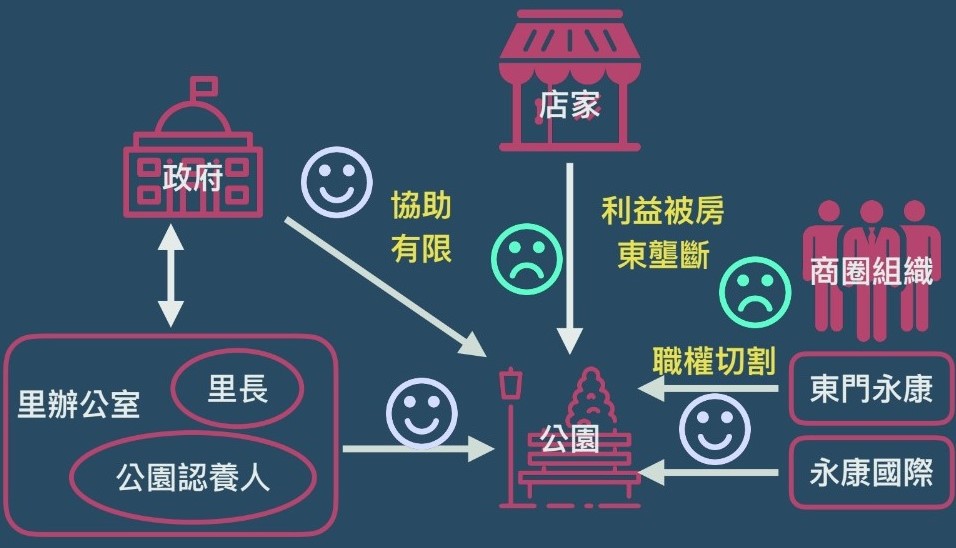 店家
政府
協助
有限
利益被房
東壟斷
商圈組織
職權切割
里長
里辦公室
東門永康
公園
公園認養人
永康國際